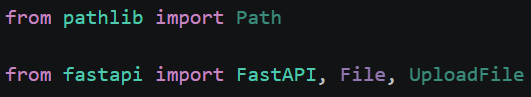 from pathlib import Path
from fastapi import FastAPI, File, UploadFile